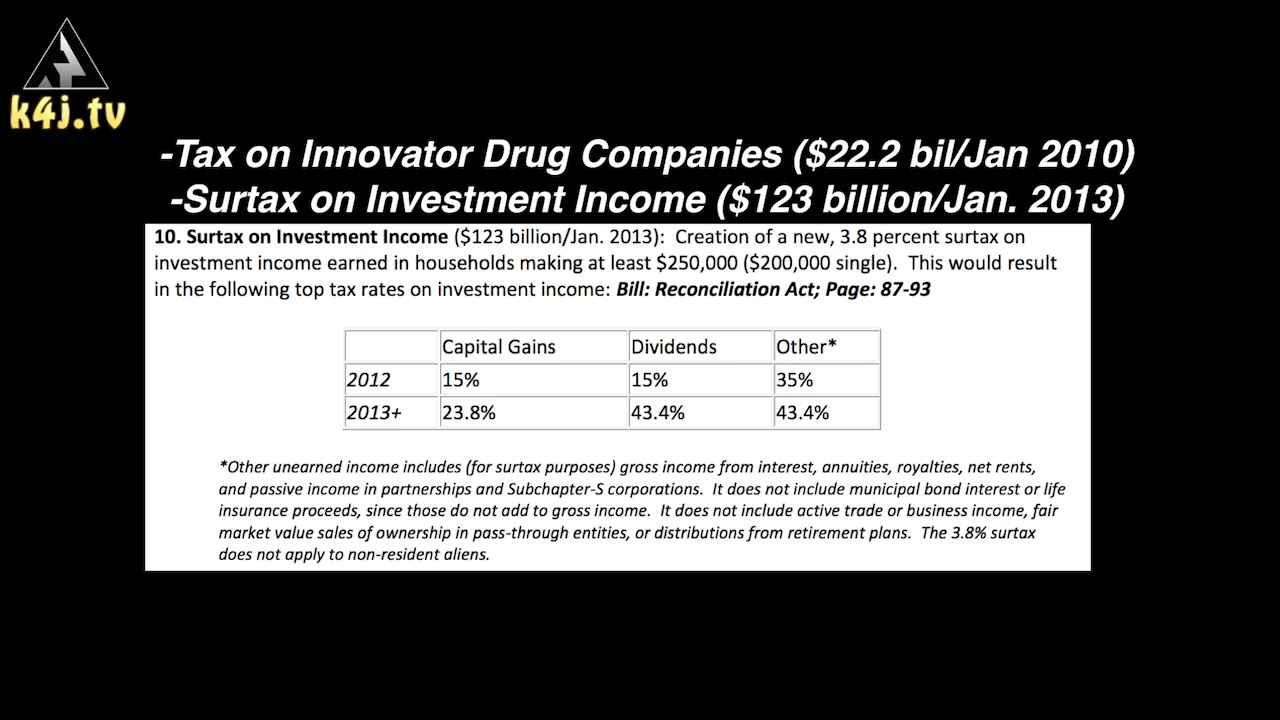 k4j.tv
-Tax on Innovator Drug Companies ($22.2 bil/Jan 2010)
-Surtax on Investment Income ($123 billion/Jan. 2013)
10. Surtax on Investment Income ($123 billion/Jan. 2013): Creation of a new, 3.8 percent surtax on
investment income earned in households making at least $250,000 ($200,000 single). This would result
in the following top tax rates on investment income: Bill: Reconciliation Act; Page: 87-93
Capital Gains Dividends Other*
2012 15% 15% 35%
2013+ 23.8% 43.4% 43.4%
*Other unearned income includes (for surtax purposes) gross income from interest, annuities, royalties, net rents,
and passive income in partnerships and Subchapter-S corporations. It does not include municipal bond interest or life
insurance proceeds, since those do not add to gross income. It does not include active trade or business income, fair
market value sales of ownership in pass-through entities, or distributions from retirement plans. The 3.8% surtax
does not apply to non-resident aliens.